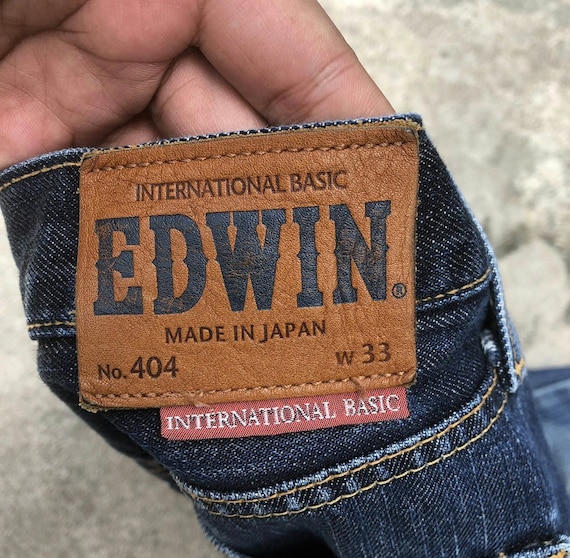 INTERNATIONAL BASIC
EDWIN®
MADE IN JAPAN
No. 404 W 33
INTERNATIONAL BASIC